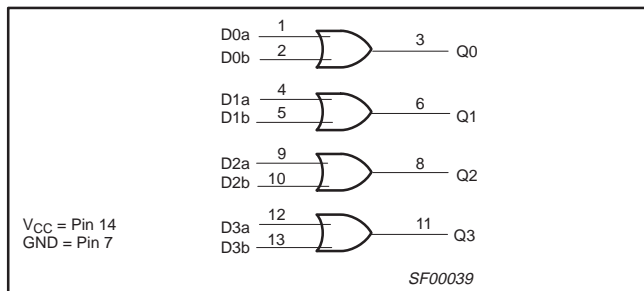 D0a 1
D0b 2
3 Q0
D1a 4
D1b 5
6 Q1
D2a 9
D2b 10
8 Q2
D3a 12
D3b 13
11 Q3
VCC = Pin 14
GND = Pin 7
SF00039